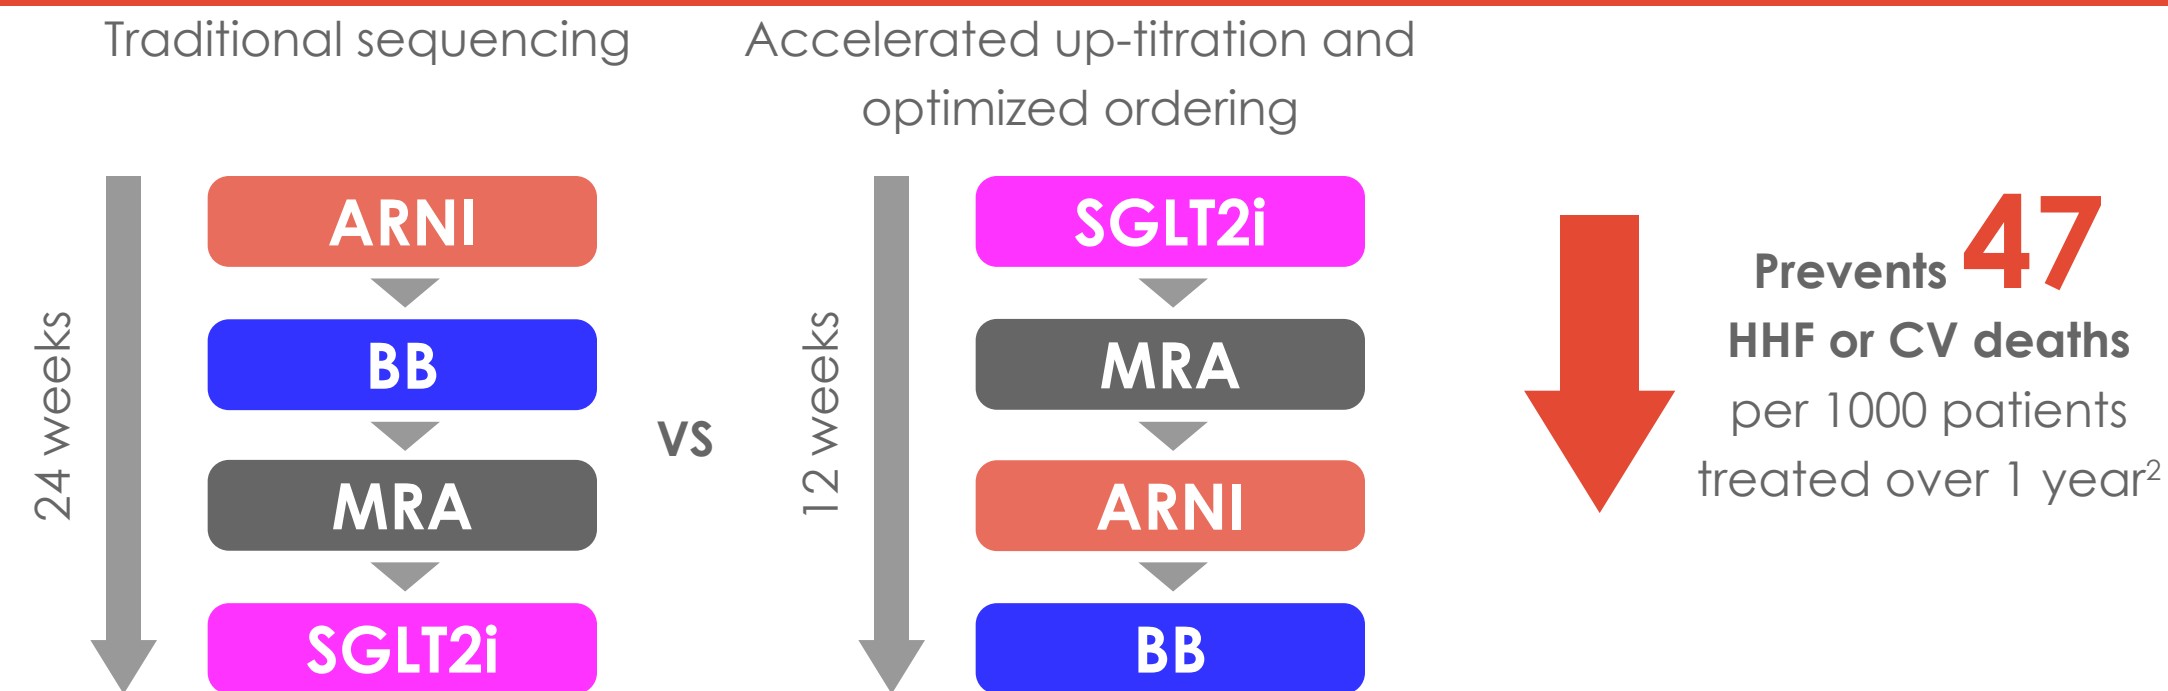 Traditional sequencing
24 weeks
ARNI
BB
MRA
SGLT2i
vs
Accelerated up-titration and
optimized ordering
12 weeks
SGLT2i
MRA
ARNI
BB
Prevents 47
HHF or CV deaths
per 1000 patients
treated over 1 year²